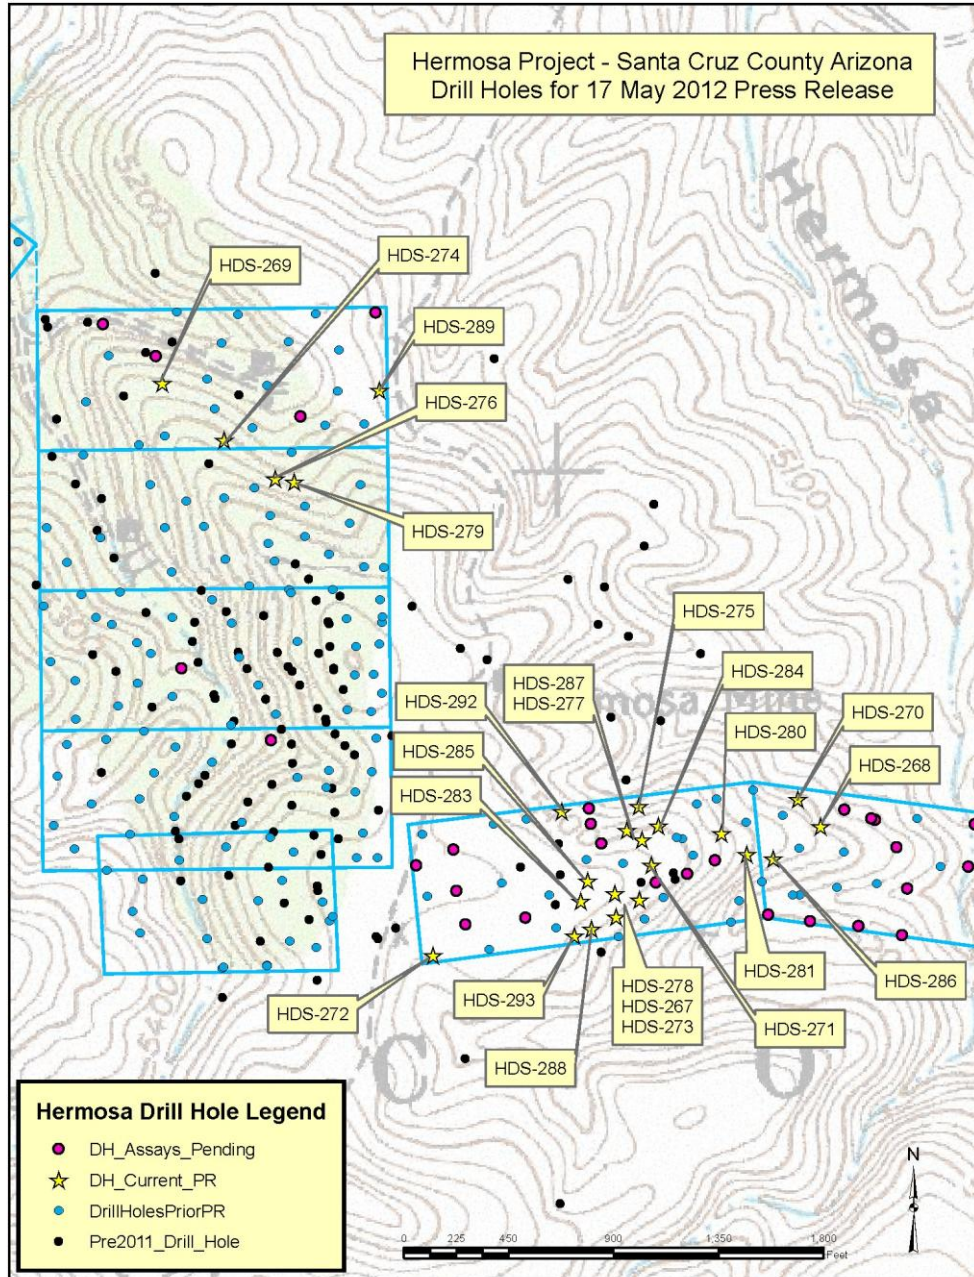 Hermosa Project - Santa Cruz County Arizona
Drill Holes for 17 May 2012 Press Release
Hermosa
5200
HDS-269
HDS-274
HDS-289
HDS-276
HDS-279
5100
HDS-275
HDS-287
HDS-277
HDS-284
HDS-292
HDS-280
HDS-270
HDS-285
HDS-268
HDS-283
HDS-272
HDS-293
HDS-288
HDS-278
HDS-267
HDS-273
HDS-271
HDS-281
HDS-286
5400
C
O
Hermosa Drill Hole Legend
DH_Assays_Pending
DH_Current_PR
DrillHolesPriorPR
Pre2011_Drill_Hole
N
0 225 450 900 1,350 1,800
Feet